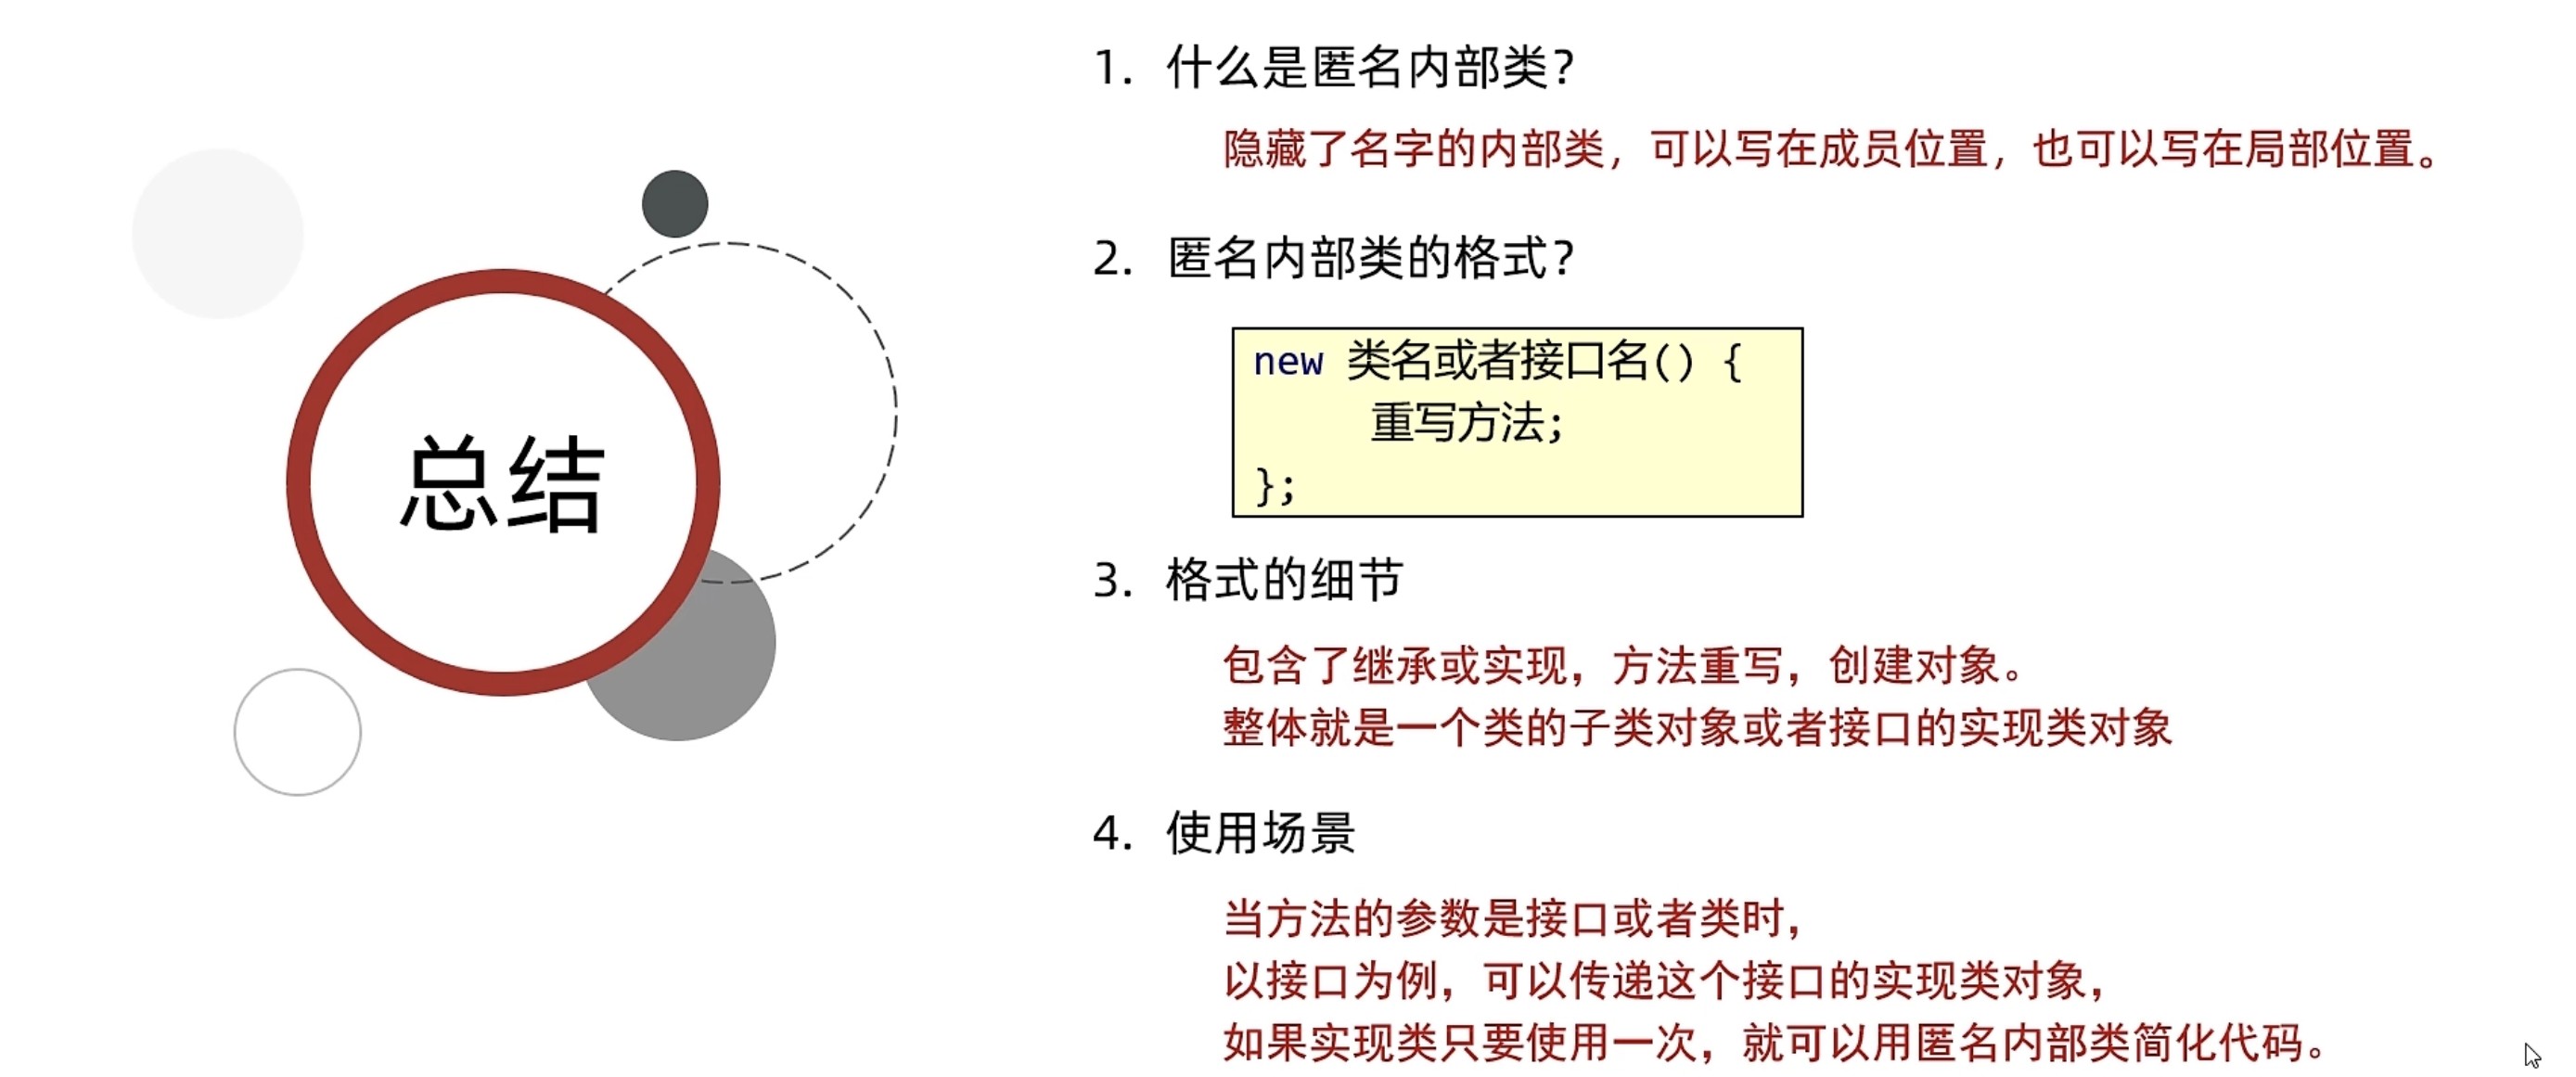 总结
1. 什么是匿名内部类？
隐藏了名字的内部类，可以写在成员位置，也可以写在局部位置。
2. 匿名内部类的格式？
new 类名或者接口名() {
重写方法;
};
3. 格式的细节
包含了继承或实现，方法重写，创建对象。
整体就是一个类的子类对象或者接口的实现类对象
4. 使用场景
当方法的参数是接口或者类时，
以接口为例，可以传递这个接口的实现类对象，
如果实现类只要使用一次，就可以用匿名内部类简化代码。